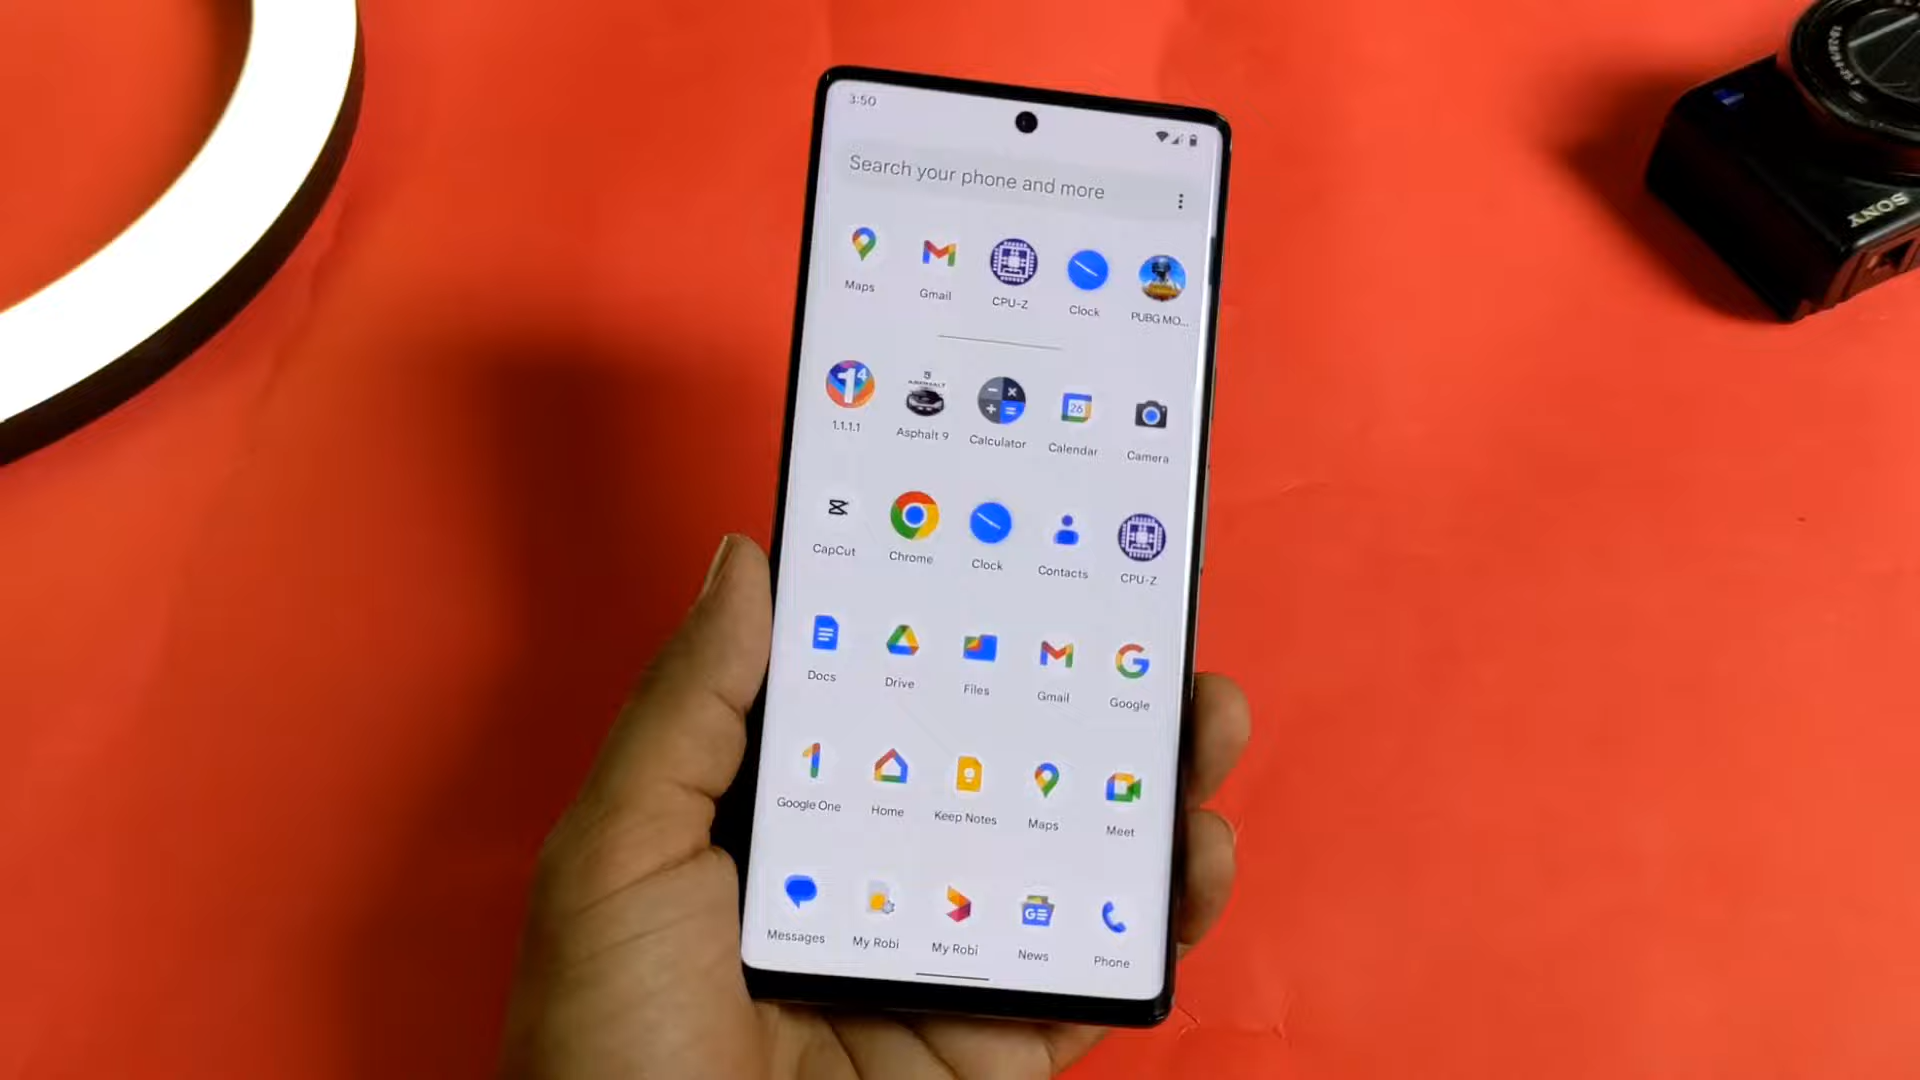 3:50
Search your phone and more
Maps Gmail CPU-Z Clock PUBG MO...
1.1.1.1 Asphalt 9 Calculator Calendar Camera
26
CapCut Chrome Clock Contacts CPU-Z
Docs Drive Files Gmail Google
Google One Home Keep Notes Maps Meet
GE
Messages My Robi My Robi News Phone
SONY